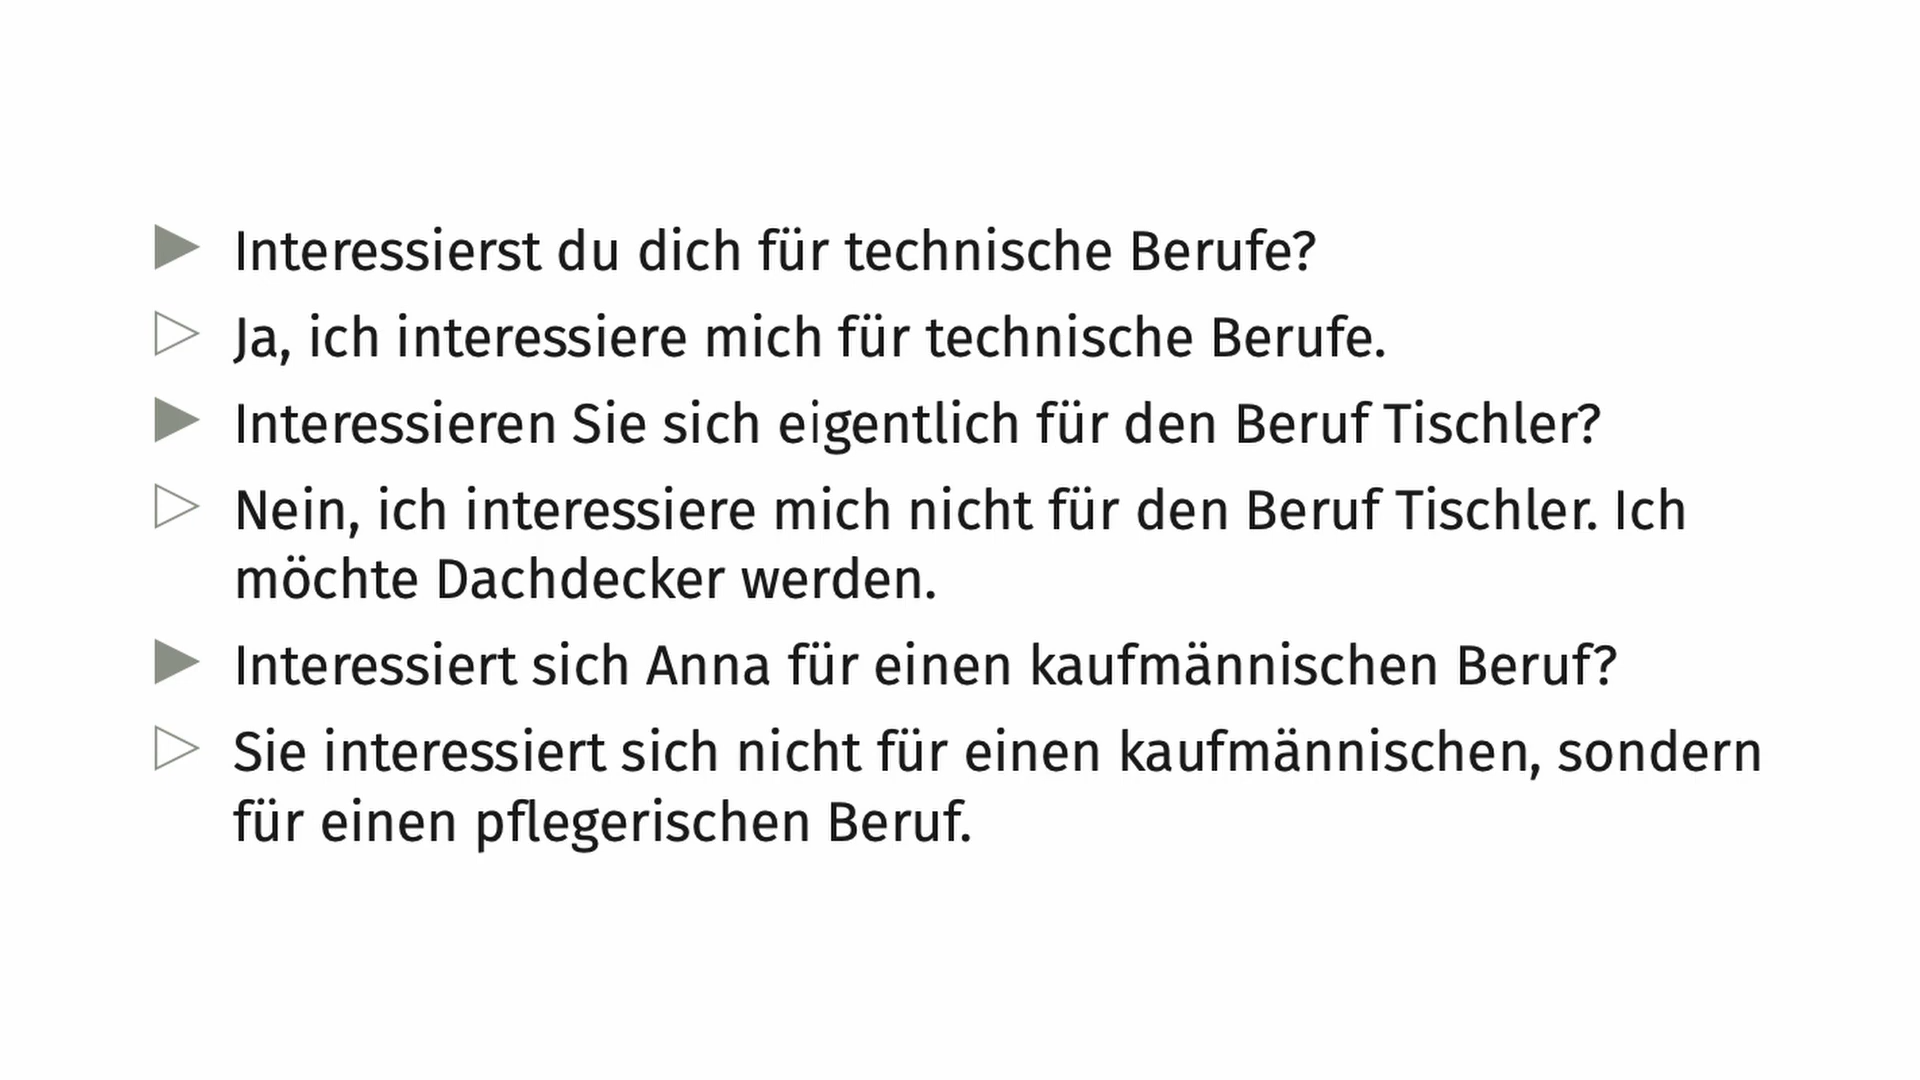 Interessierst du dich für technische Berufe?
Ja, ich interessiere mich für technische Berufe.
Interessieren Sie sich eigentlich für den Beruf Tischler?
Nein, ich interessiere mich nicht für den Beruf Tischler. Ich
möchte Dachdecker werden.
Interessiert sich Anna für einen kaufmännischen Beruf?
Sie interessiert sich nicht für einen kaufmännischen, sondern
für einen pflegerischen Beruf.